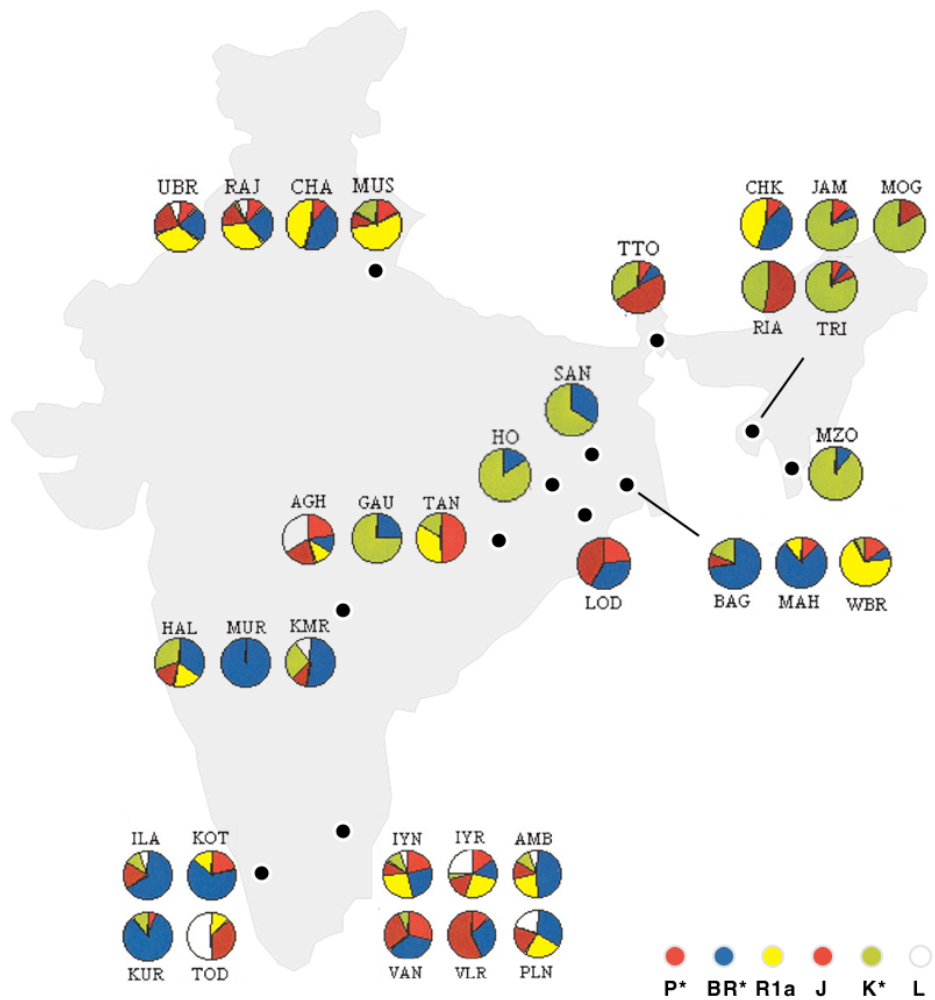 UBR RAJ CHA MUS
CHK JAM MOG
TTO
RIA TRI
SAN
HO
MZO
AGH GAU TAN
LOD
BAG MAH WBR
HAL MUR KMR
ILA KOT
IYN IYR AMB
KUR TOD
VAN VLR PLN
P* BR* R1a J K* L